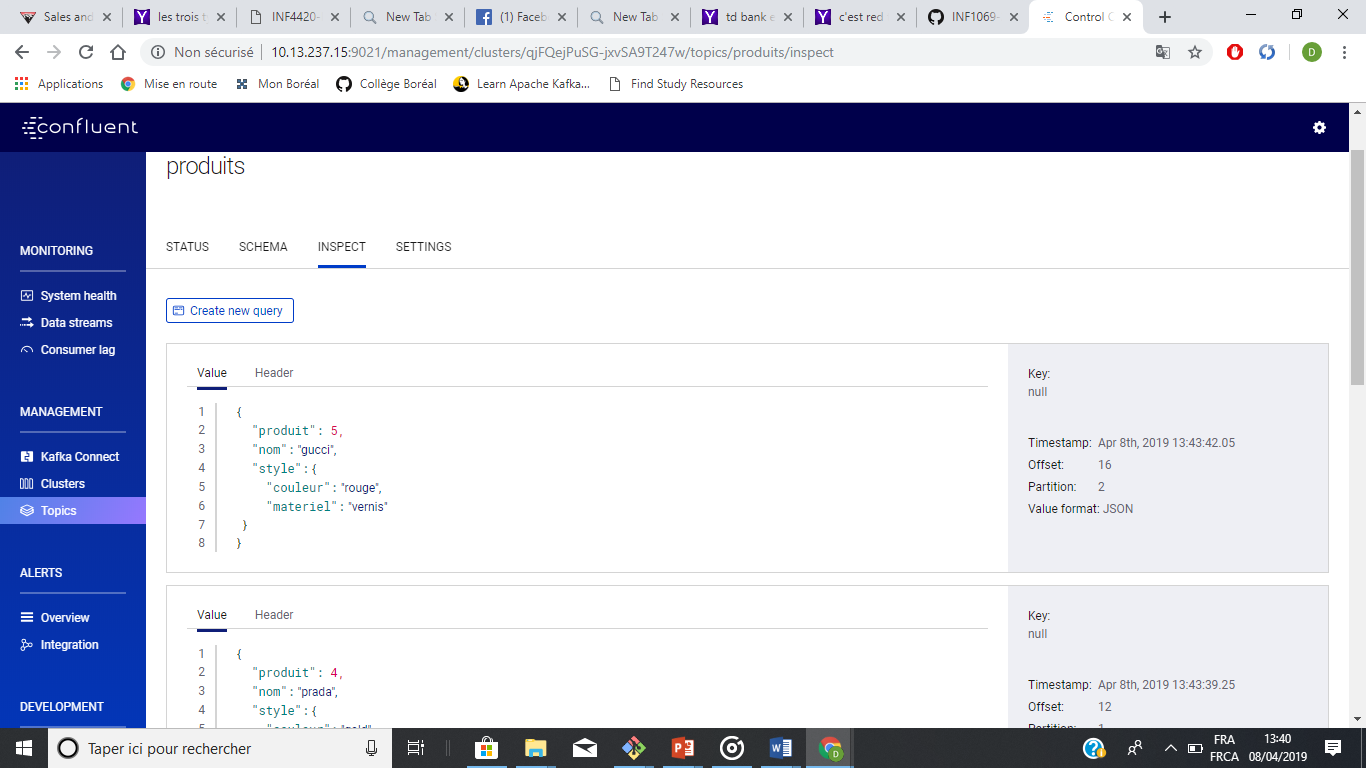 Sales and
les trois t
INF4420-
New Tab
(1) Faceb
New Tab
td bank e
c'est red
INF1069-
Control C
Non sécurisé
10.13.237.15:9021/management/clusters/qjFQejPuSG-jxvSA9T247w/topics/produits/inspect
D
Applications
Mise en route
Mon Boréal
Collège Boréal
Learn Apache Kafka...
Find Study Resources
confluent
produits
STATUS
SCHEMA
INSPECT
SETTINGS
MONITORING
System health
Data streams
Consumer lag
MANAGEMENT
Kafka Connect
Clusters
Topics
ALERTS
Overview
Integration
DEVELOPMENT
Create new query
Value Header
1 {
2 "produit": 5,
3 "nom":"gucci",
4 "style":{
5 "couleur":"rouge",
6 "materiel":"vernis"
7 }
8 }
Key:
null
Timestamp: Apr 8th, 2019 13:43:42.05
Offset: 16
Partition: 2
Value format: JSON
Value Header
1 {
2 "produit": 4,
3 "nom":"prada",
4 "style":{
5 "couleur":"gold",
Key:
null
Timestamp: Apr 8th, 2019 13:43:39.25
Offset: 12
Partition: 1
Taper ici pour rechercher
FRA
FRCA
13:40
08/04/2019